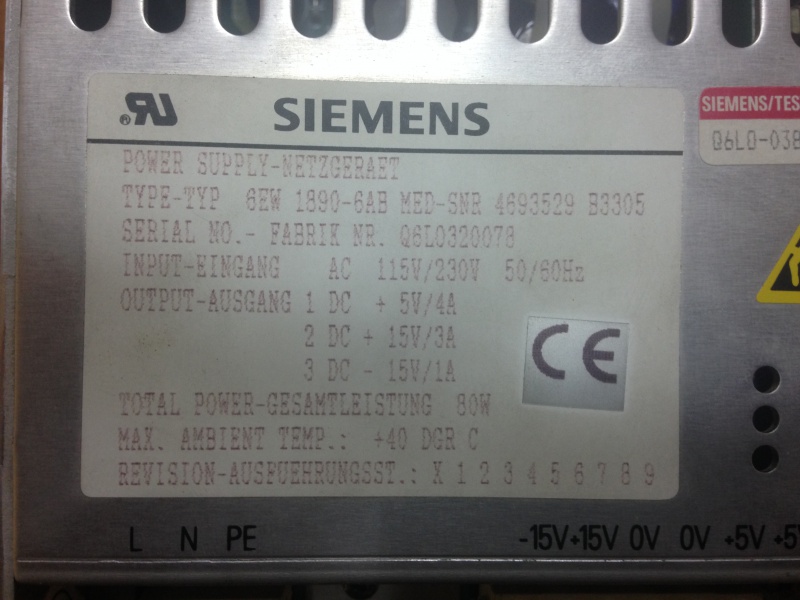 SIEMENS
POWER SUPPLY-NETZGERAET
TYPE-TYP 6EW 1890-6AB MED-SNR 4693529 B3305
SERIAL NO.- FABRIK NR. Q6L0320078
INPUT-EINGANG AC 115V/230V 50/60Hz
OUTPUT-AUSGANG 1 DC + 5V/4A
2 DC + 15V/3A
3 DC - 15V/1A
CE
TOTAL POWER-GESAMTLEISTUNG 80W
MAX. AMBIENT TEMP.: +40 DGR C
REVISION-AUSFUEHRUNGSST.: X 1 2 3 4 5 6 7 8 9
SIEMENS/TES
Q6L0-03
L N PE
-15V +15V 0V 0V +5V +5V